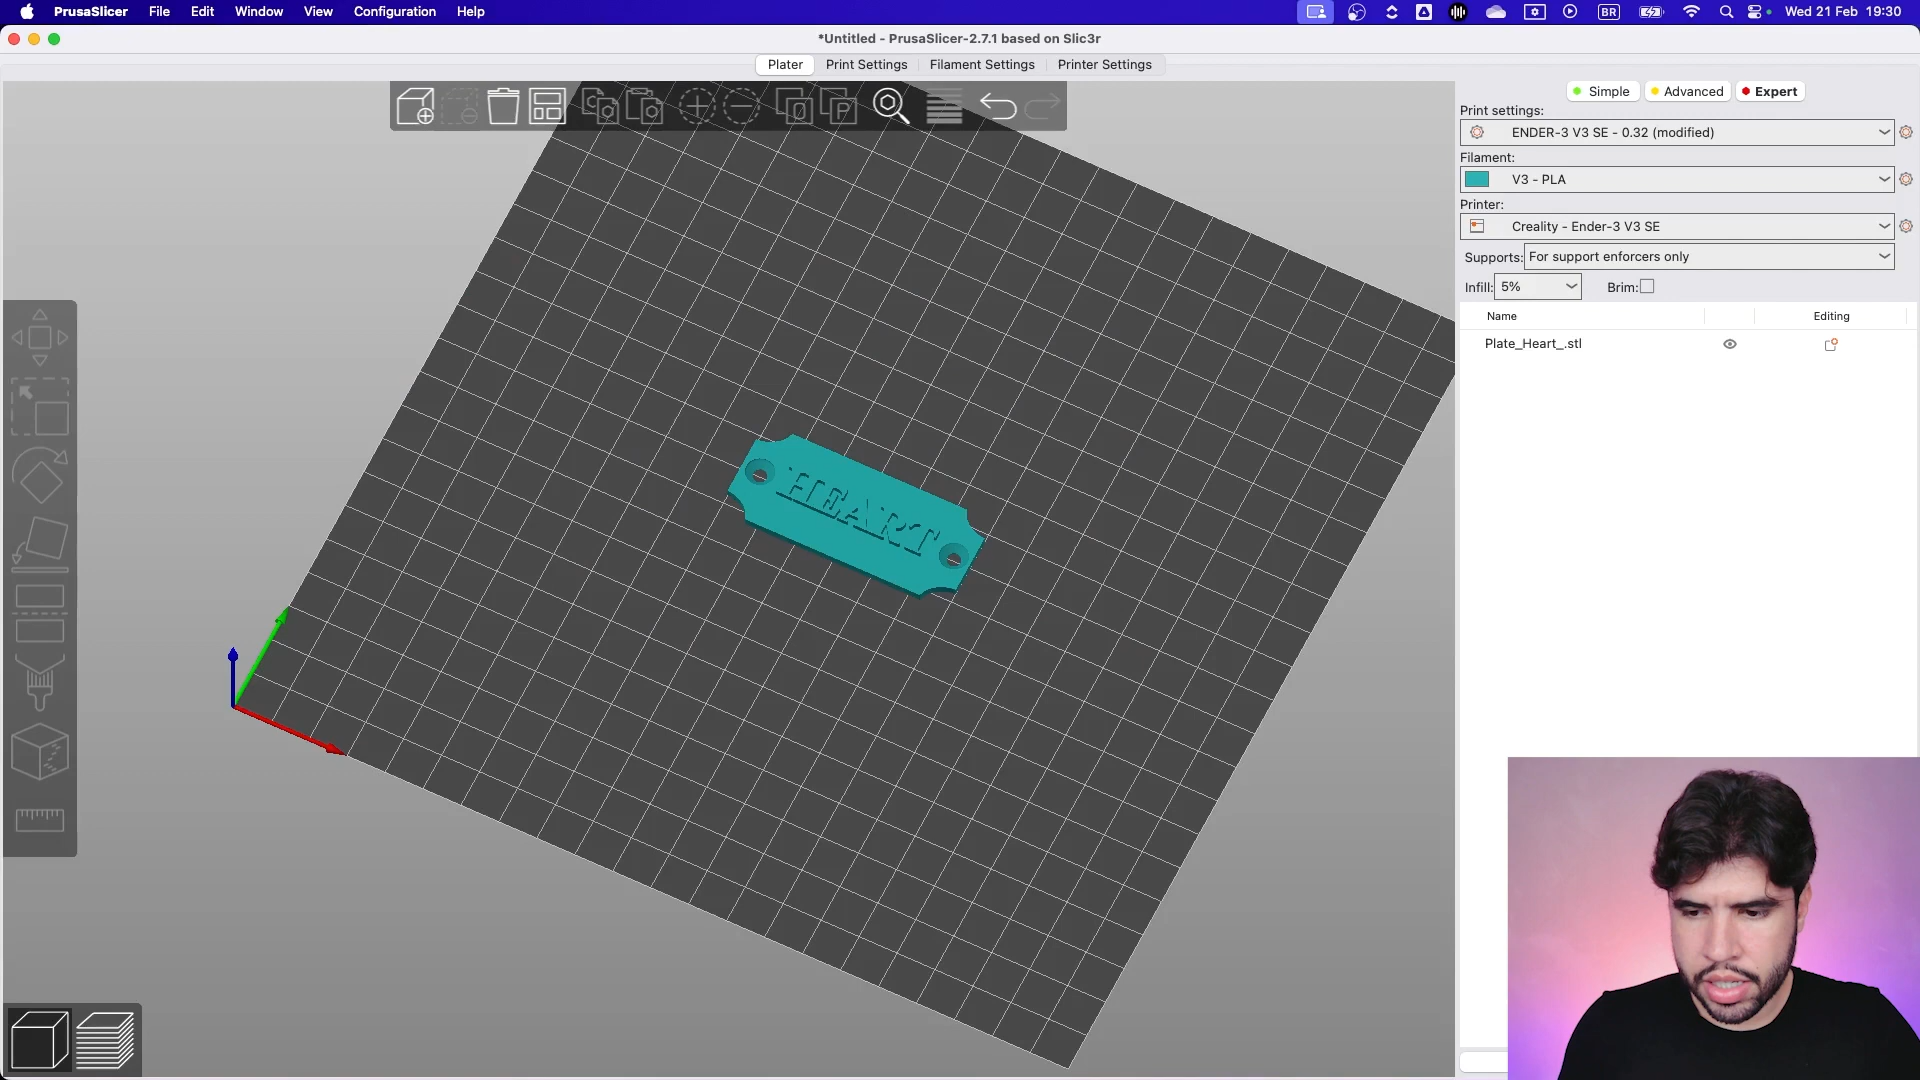 PrusaSlicer File Edit Window View Configuration Help BR Wed 21 Feb 19:30
*Untitled - PrusaSlicer-2.7.1 based on Slic3r
Plater Print Settings Filament Settings Printer Settings
Simple Advanced Expert
Print settings:
ENDER-3 V3 SE - 0.32 (modified)
Filament:
V3 - PLA
Printer:
Creality - Ender-3 V3 SE
Supports: For support enforcers only
Infill: 5% Brim:
Name Editing
Plate_Heart_.stl
HEART